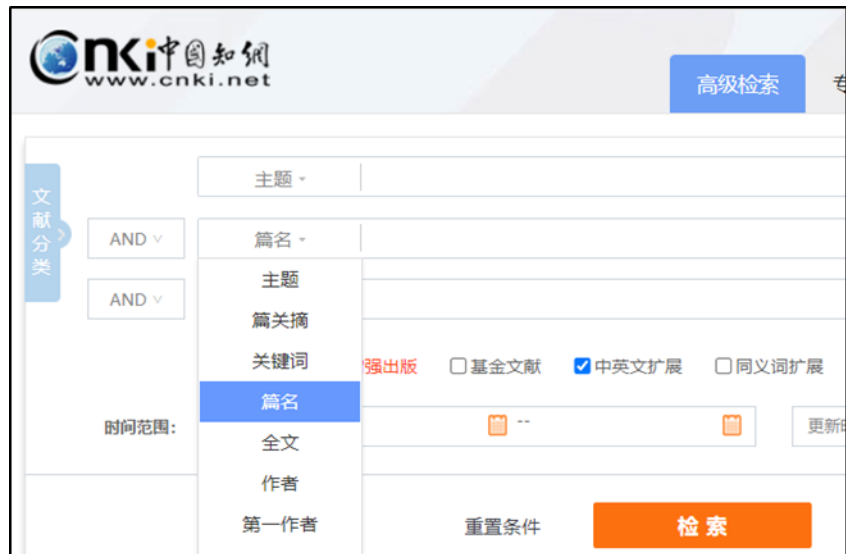 cnki中国知网
www.cnki.net
高级检索
文献分类
主题
AND 篇名
主题
AND
篇关摘
关键词
强出版 基金文献 中英文扩展 同义词扩展
篇名
时间范围: -- 更新
全文
作者
第一作者 重置条件 检索